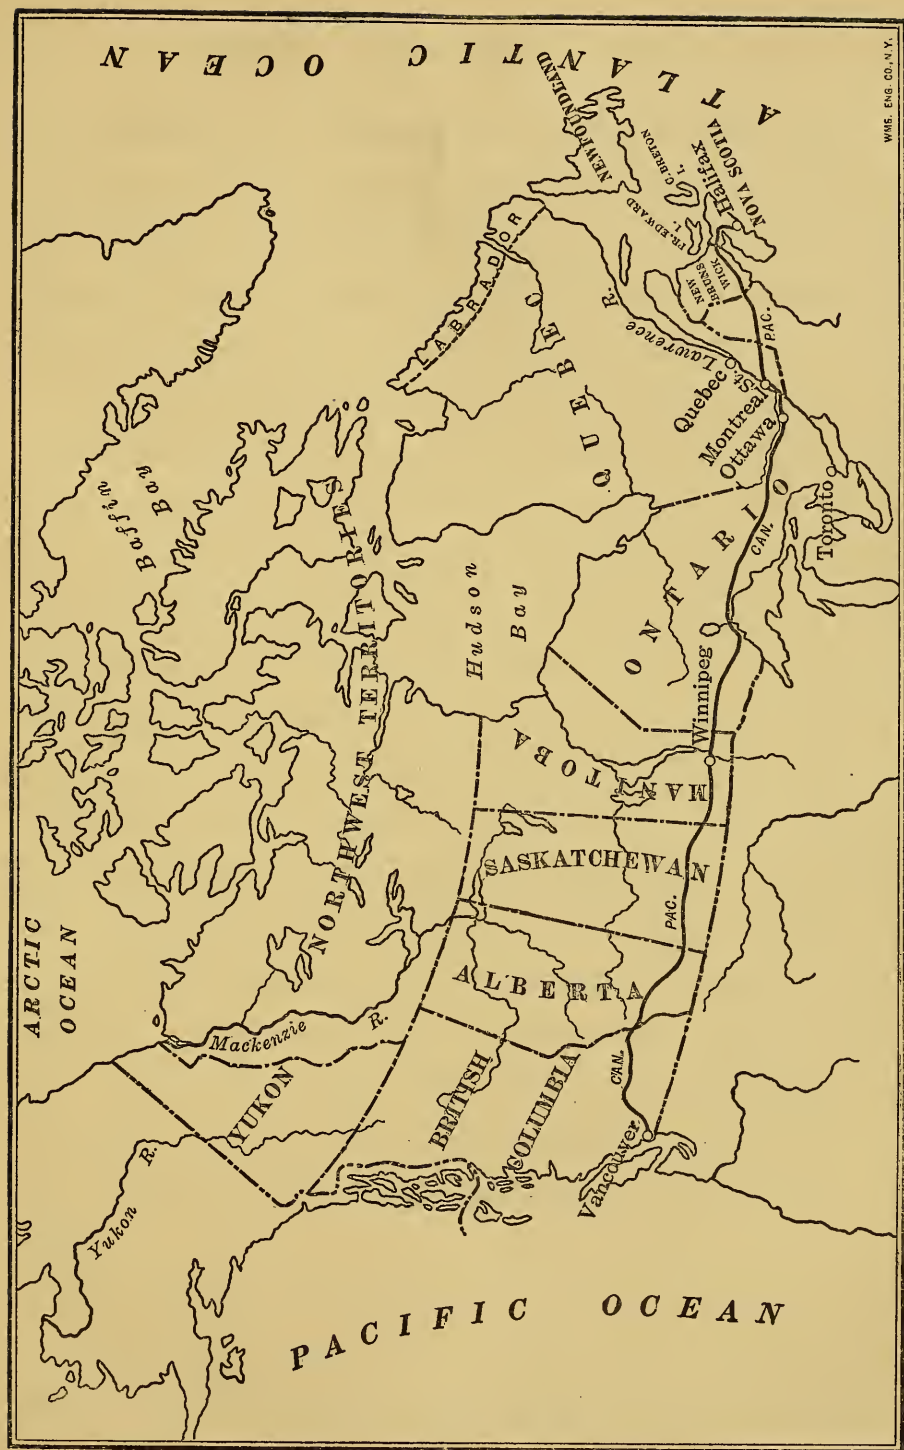 ARCTIC
OCEAN
ATLANTIC OCEAN
Baffin
Bay
NORTHWEST TERRITORIES
Yukon R.
YUKON
Mackenzie R.
Hudson
Bay
LABRADOR
NEWFOUNDLAND
QUEBEC
ONTARIO
MANITOBA
SASKATCHEWAN
ALBERTA
BRITISH
COLUMBIA
PR. EDWARD
I.
C. BRETON
I.
NEW
BRUNS
WICK
Halifax
NOVA SCOTIA
St. Lawrence R.
Quebec
Montreal
Ottawa
Toronto
Winnipeg
Vancouver
CAN. PAC.
CAN. PAC.
PACIFIC OCEAN
WMS. ENG. CO., N.Y.